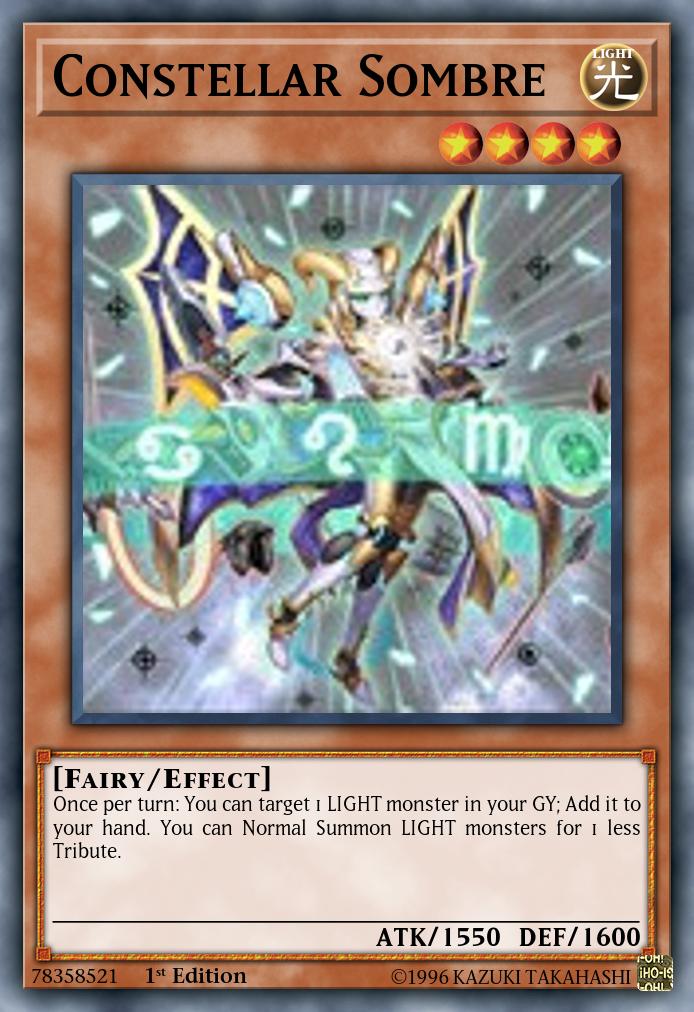 Constellar Sombre
LIGHT
光
[Fairy/Effect]
Once per turn: You can target 1 LIGHT monster in your GY; Add it to
your hand. You can Normal Summon LIGHT monsters for 1 less
Tribute.
ATK/1550 DEF/1600
78358521 1st Edition ©1996 KAZUKI TAKAHASHI